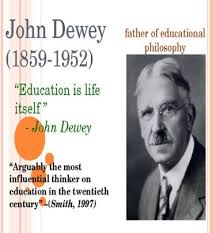 John Dewey
(1859-1952)
father of educational
philosophy
“Education is life
itself”
- John Dewey
“Arguably the most
influential thinker on
education in the twentieth
century” –(Smith, 1997)